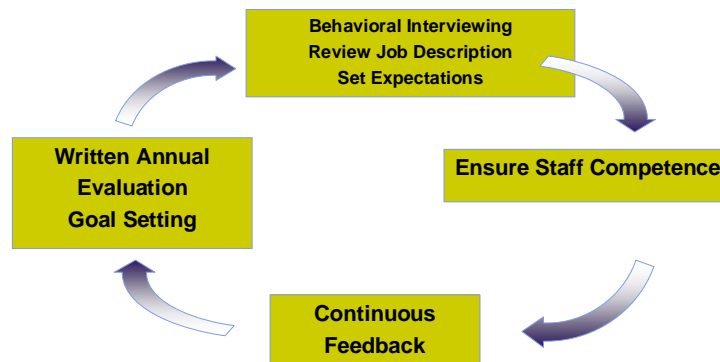 Behavioral Interviewing
Review Job Description
Set Expectations
Ensure Staff Competence
Continuous
Feedback
Written Annual
Evaluation
Goal Setting